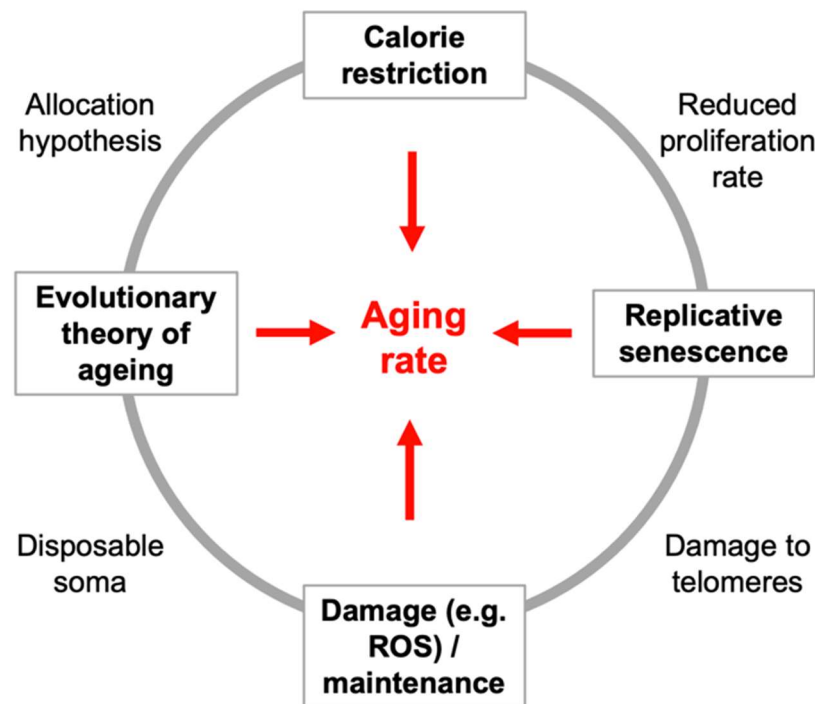 Calorie
restriction
Allocation
hypothesis
Reduced
proliferation
rate
Evolutionary
theory of
ageing
Aging
rate
Replicative
senescence
Disposable
soma
Damage to
telomeres
Damage (e.g.
ROS) /
maintenance